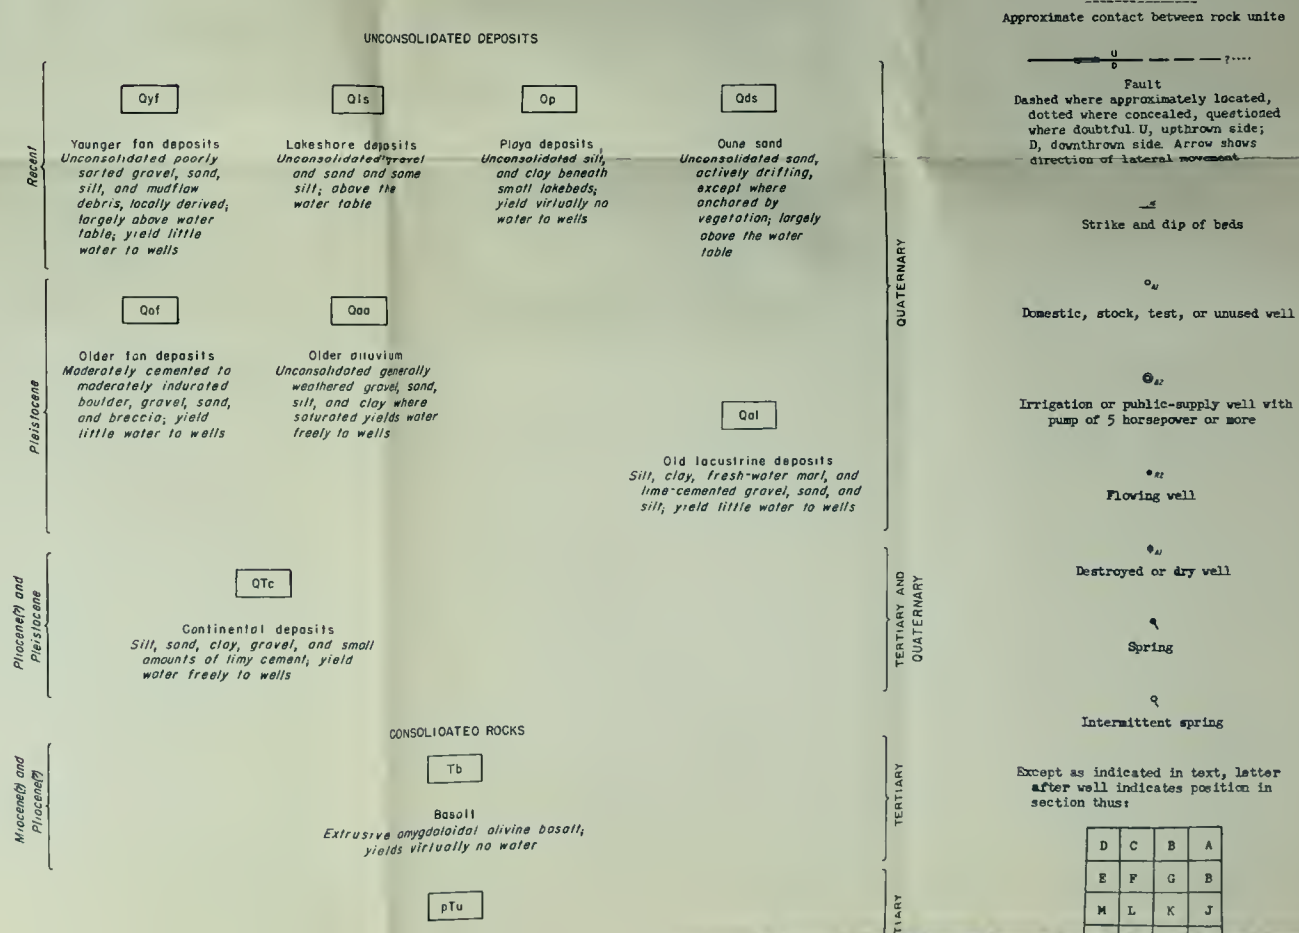 UNCONSOLIDATED DEPOSITS
Recent
Qyf
Younger fan deposits
Unconsolidated poorly
sorted gravel, sand,
silt, and mudflow
debris, locally derived;
largely above water
table; yield little
water to wells
Qls
Lakeshore deposits
Unconsolidated gravel
and sand and some
silt; above the
water table
Qp
Playa deposits
Unconsolidated silt,
and clay beneath
small lakebeds;
yield virtually no
water to wells
Qds
Dune sand
Unconsolidated sand,
actively drifting,
except where
anchored by
vegetation; largely
above the water
table
Pleistocene
Qof
Older fan deposits
Moderately cemented to
moderately indurated
boulder, gravel, sand,
and breccia; yield
little water to wells
Qoa
Older alluvium
Unconsolidated generally
weathered gravel, sand,
silt, and clay where
saturated yields water
freely to wells
Qol
Old lacustrine deposits
Silt, clay, fresh-water marl, and
lime-cemented gravel, sand, and
silt; yield little water to wells
QUATERNARY
Pliocene(?) and
Pleistocene
QTc
Continental deposits
Silt, sand, clay, gravel, and small
amounts of limy cement; yield
water freely to wells
TERTIARY AND
QUATERNARY
CONSOLIDATED ROCKS
Miocene(?) and
Pliocene(?)
Tb
Basalt
Extrusive amygdaloidal olivine basalt;
yields virtually no water
TERTIARY
pTu
TIARY
Approximate contact between rock units
U
D
?
Fault
Dashed where approximately located,
dotted where concealed, questioned
where doubtful. U, upthrown side;
D, downthrown side. Arrow shows
direction of lateral movement
Strike and dip of beds
Domestic, stock, test, or unused well
Irrigation or public-supply well with
pump of 5 horsepower or more
Flowing well
Destroyed or dry well
Spring
Intermittent spring
Except as indicated in text, letter
after well indicates position in
section thus:
D C B A
E F G B
M L K J